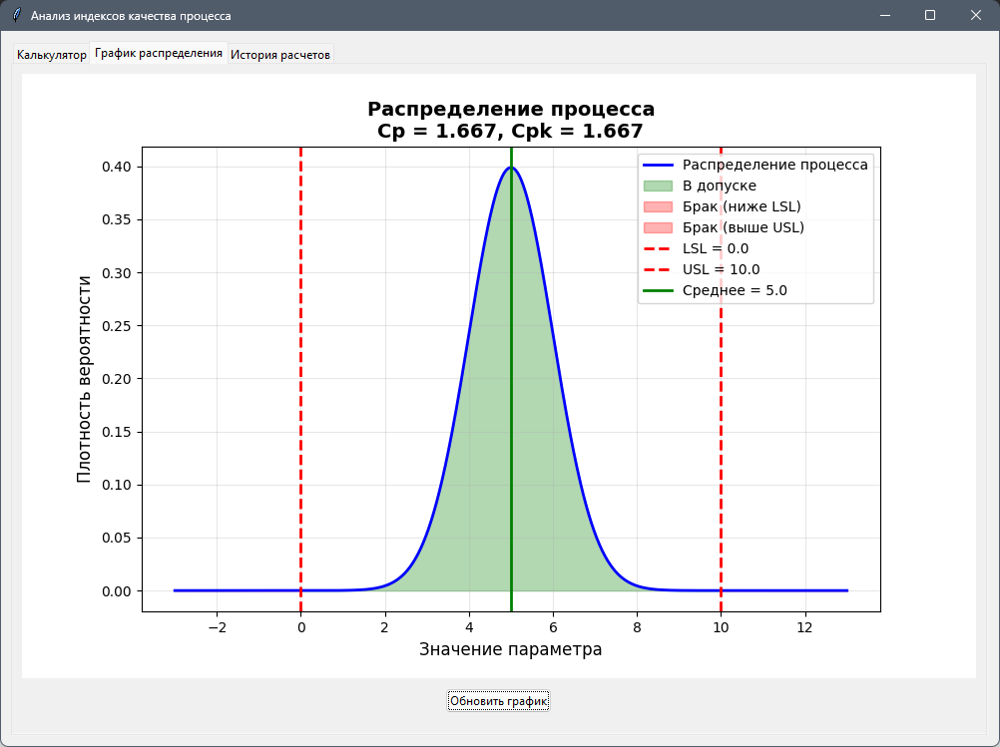 Анализ индексов качества процесса
Калькулятор
График распределения
История расчетов
Распределение процесса
Cp = 1.667, Cpk = 1.667
Распределение процесса
В допуске
Брак (ниже LSL)
Брак (выше USL)
LSL = 0.0
USL = 10.0
Среднее = 5.0
Плотность вероятности
0.40
0.35
0.30
0.25
0.20
0.15
0.10
0.05
0.00
−2 0 2 4 6 8 10 12
Значение параметра
Обновить график